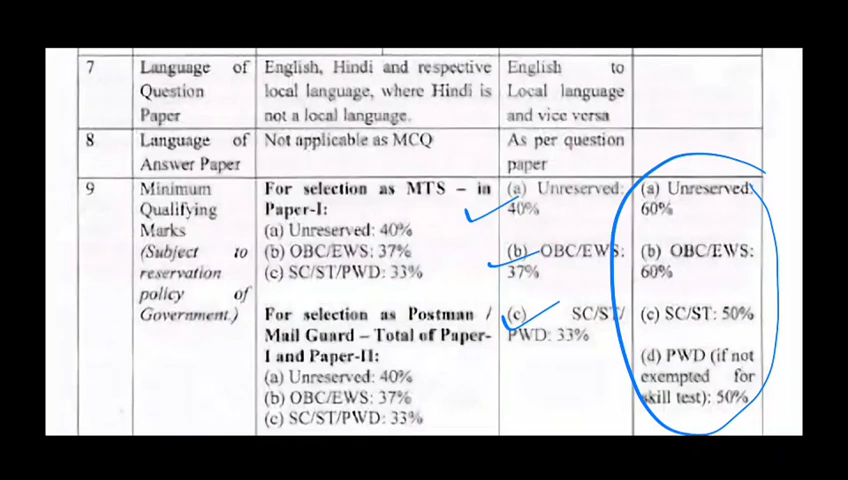 7
Language of
Question
Paper
English, Hindi and respective
local language, where Hindi is
not a local language.
English to
Local language
and vice versa
8
Language of
Answer Paper
Not applicable as MCQ
As per question
paper
9
Minimum
Qualifying
Marks
(Subject to
reservation
policy of
Government.)
For selection as MTS – in
Paper-I:
(a) Unreserved: 40%
(b) OBC/EWS: 37%
(c) SC/ST/PWD: 33%
For selection as Postman /
Mail Guard – Total of Paper-
I and Paper-II:
(a) Unreserved: 40%
(b) OBC/EWS: 37%
(c) SC/ST/PWD: 33%
(a) Unreserved:
40%
(b) OBC/EWS:
37%
(c) SC/ST/
PWD: 33%
(a) Unreserved:
60%
(b) OBC/EWS:
60%
(c) SC/ST: 50%
(d) PWD (if not
exempted for
skill test): 50%